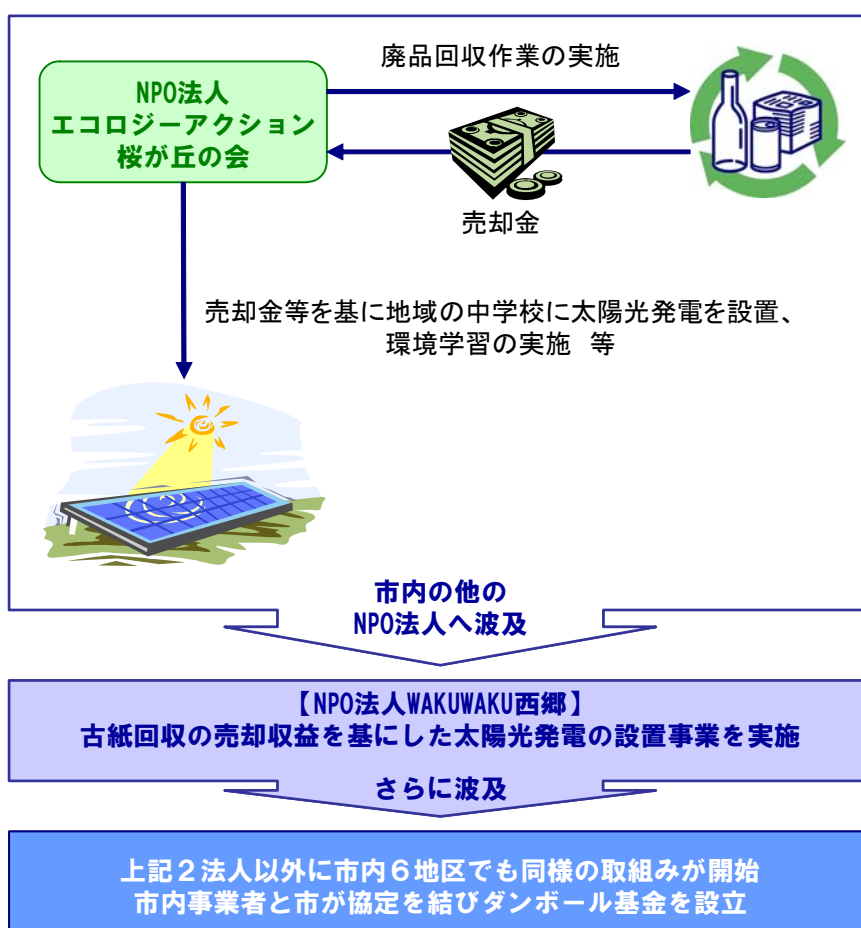 廃品回収作業の実施
NPO法人
エコロジーアクション
桜が丘の会
売却金
売却金等を基に地域の中学校に太陽光発電を設置、
環境学習の実施　等
市内の他の
NPO法人へ波及
【NPO法人WAKUWAKU西郷】
古紙回収の売却収益を基にした太陽光発電の設置事業を実施
さらに波及
上記２法人以外に市内６地区でも同様の取組みが開始
市内事業者と市が協定を結びダンボール基金を設立